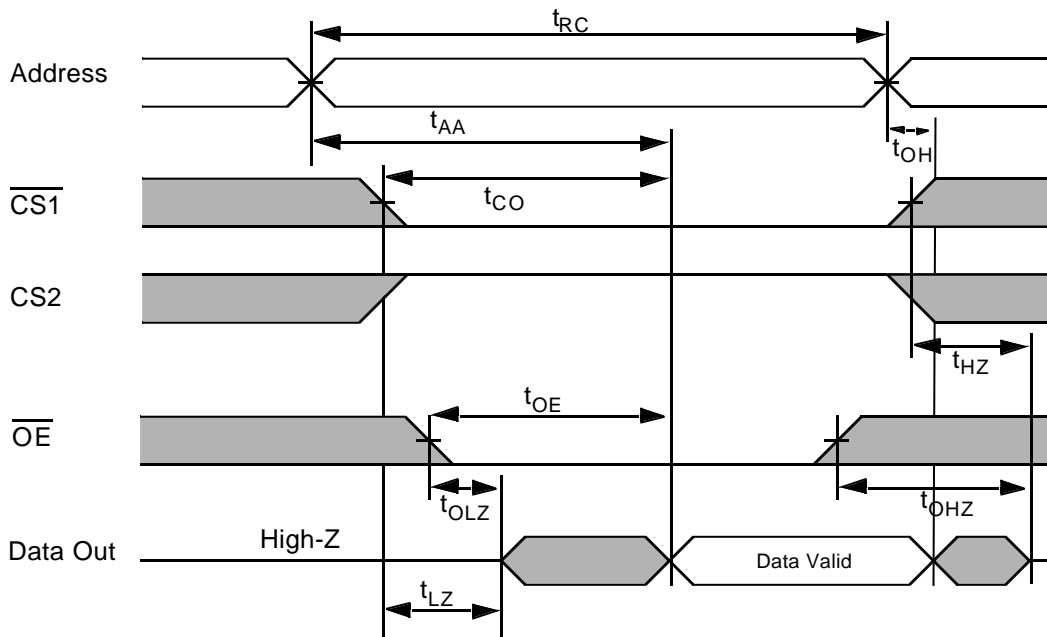 tRC
Address
tAA
tOH
CS1
tCO
CS2
tHZ
tOE
OE
tOLZ
tOHZ
High-Z
Data Out
Data Valid
tLZ